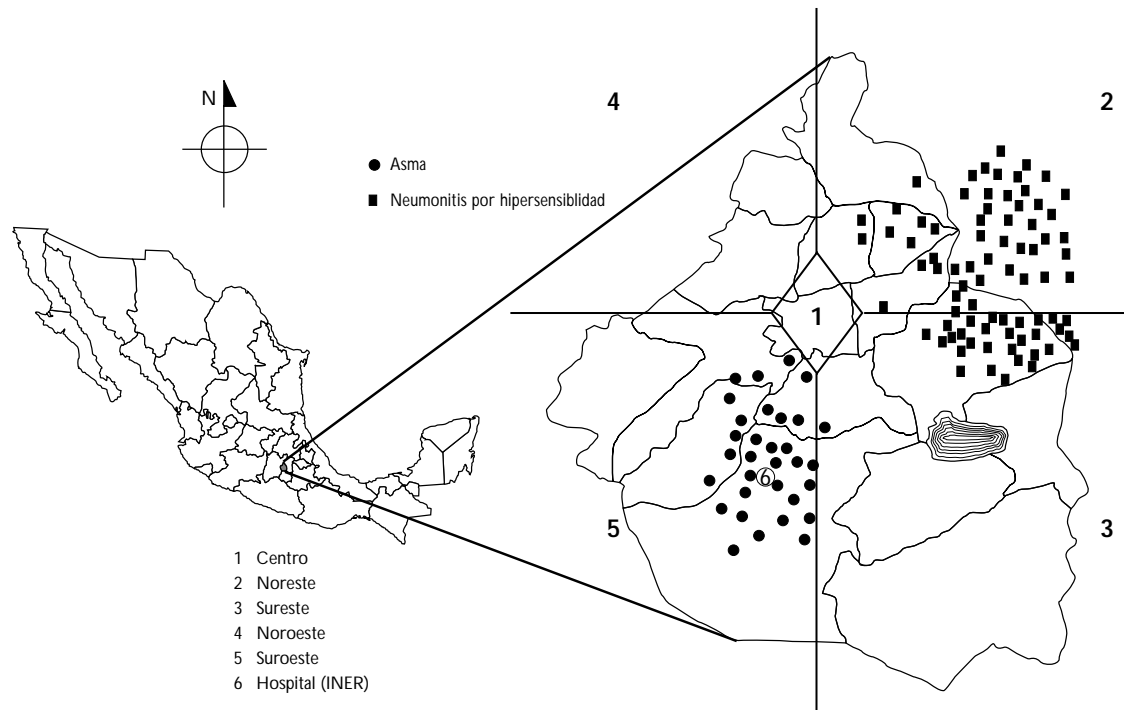 4
2
N
Asma
Neumonitis por hipersensiblidad
1
6
5
3
1 Centro
2 Noreste
3 Sureste
4 Noroeste
5 Suroeste
6 Hospital (INER)